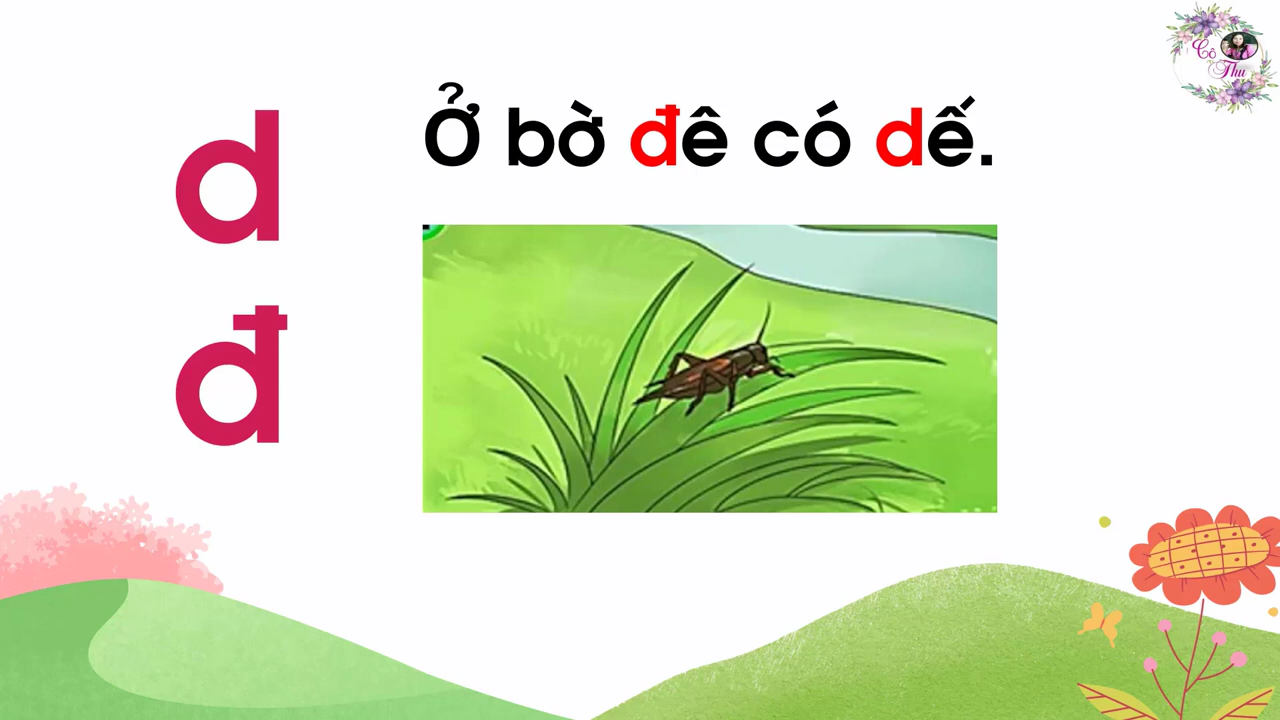 d
đ
Ở bờ đê có dế.
Cô
Thu